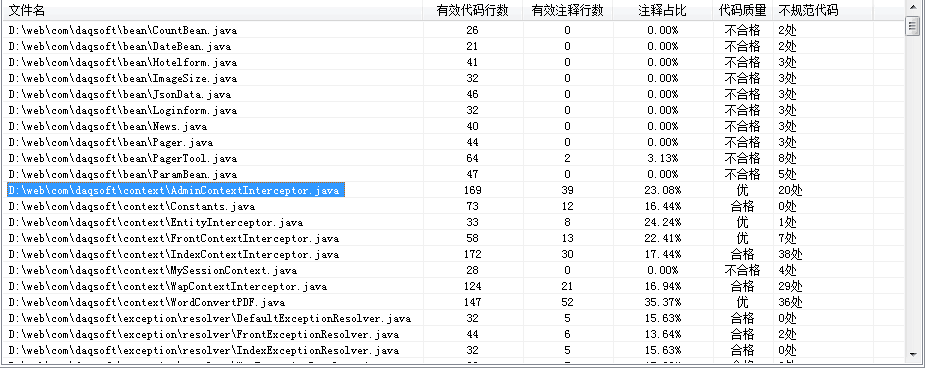 文件名 有效代码行数 有效注释行数 注释占比 代码质量 不规范代码
D:\web\com\daqsoft\bean\CountBean.java 26 0 0.00% 不合格 2处
D:\web\com\daqsoft\bean\DateBean.java 21 0 0.00% 不合格 2处
D:\web\com\daqsoft\bean\Hotelform.java 41 0 0.00% 不合格 3处
D:\web\com\daqsoft\bean\ImageSize.java 32 0 0.00% 不合格 3处
D:\web\com\daqsoft\bean\JsonData.java 46 0 0.00% 不合格 3处
D:\web\com\daqsoft\bean\Loginform.java 32 0 0.00% 不合格 3处
D:\web\com\daqsoft\bean\News.java 40 0 0.00% 不合格 3处
D:\web\com\daqsoft\bean\Pager.java 44 0 0.00% 不合格 3处
D:\web\com\daqsoft\bean\PagerTool.java 64 2 3.13% 不合格 8处
D:\web\com\daqsoft\bean\ParamBean.java 47 0 0.00% 不合格 5处
D:\web\com\daqsoft\context\AdminContextInterceptor.java 169 39 23.08% 优 20处
D:\web\com\daqsoft\context\Constants.java 73 12 16.44% 合格 0处
D:\web\com\daqsoft\context\EntityInterceptor.java 33 8 24.24% 优 1处
D:\web\com\daqsoft\context\FrontContextInterceptor.java 58 13 22.41% 优 7处
D:\web\com\daqsoft\context\IndexContextInterceptor.java 172 30 17.44% 合格 38处
D:\web\com\daqsoft\context\MySessionContext.java 28 0 0.00% 不合格 4处
D:\web\com\daqsoft\context\WapContextInterceptor.java 124 21 16.94% 合格 29处
D:\web\com\daqsoft\context\WordConvertPDF.java 147 52 35.37% 优 36处
D:\web\com\daqsoft\exception\resolver\DefaultExceptionResolver.java 32 5 15.63% 合格 0处
D:\web\com\daqsoft\exception\resolver\FrontExceptionResolver.java 44 6 13.64% 合格 2处
D:\web\com\daqsoft\exception\resolver\IndexExceptionResolver.java 32 5 15.63% 合格 0处